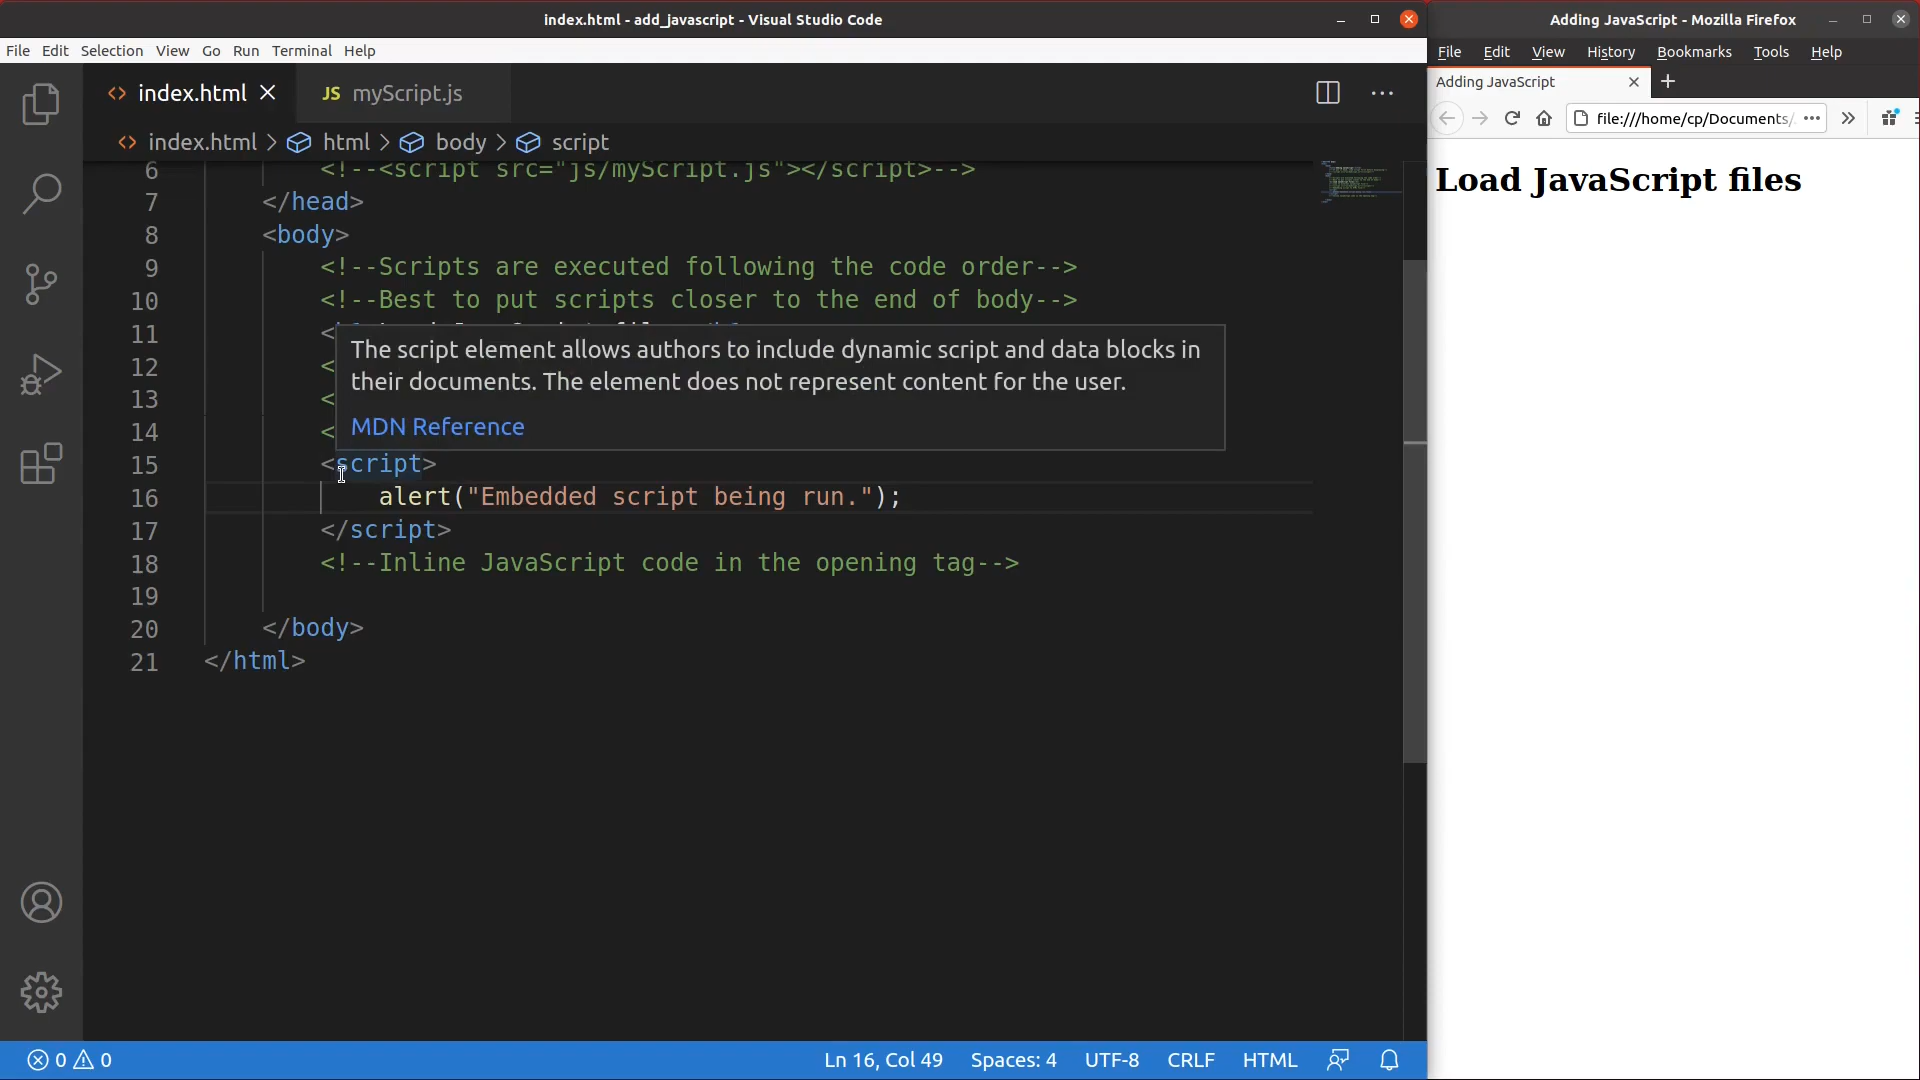 index.html - add_javascript - Visual Studio Code
File Edit Selection View Go Run Terminal Help
index.html
JS myScript.js
index.html > html > body > script
6 <!--<script src="js/myScript.js"></script>-->
7 </head>
8 <body>
9 <!--Scripts are executed following the code order-->
10 <!--Best to put scripts closer to the end of body-->
11 <
12 <
13 <
14 <
The script element allows authors to include dynamic script and data blocks in
their documents. The element does not represent content for the user.
MDN Reference
15 <script>
16 alert("Embedded script being run.");
17 </script>
18 <!--Inline JavaScript code in the opening tag-->
19
20 </body>
21 </html>
0 0
Ln 16, Col 49 Spaces: 4 UTF-8 CRLF HTML
Adding JavaScript - Mozilla Firefox
File Edit View History Bookmarks Tools Help
Adding JavaScript
file:///home/cp/Documents/
Load JavaScript files